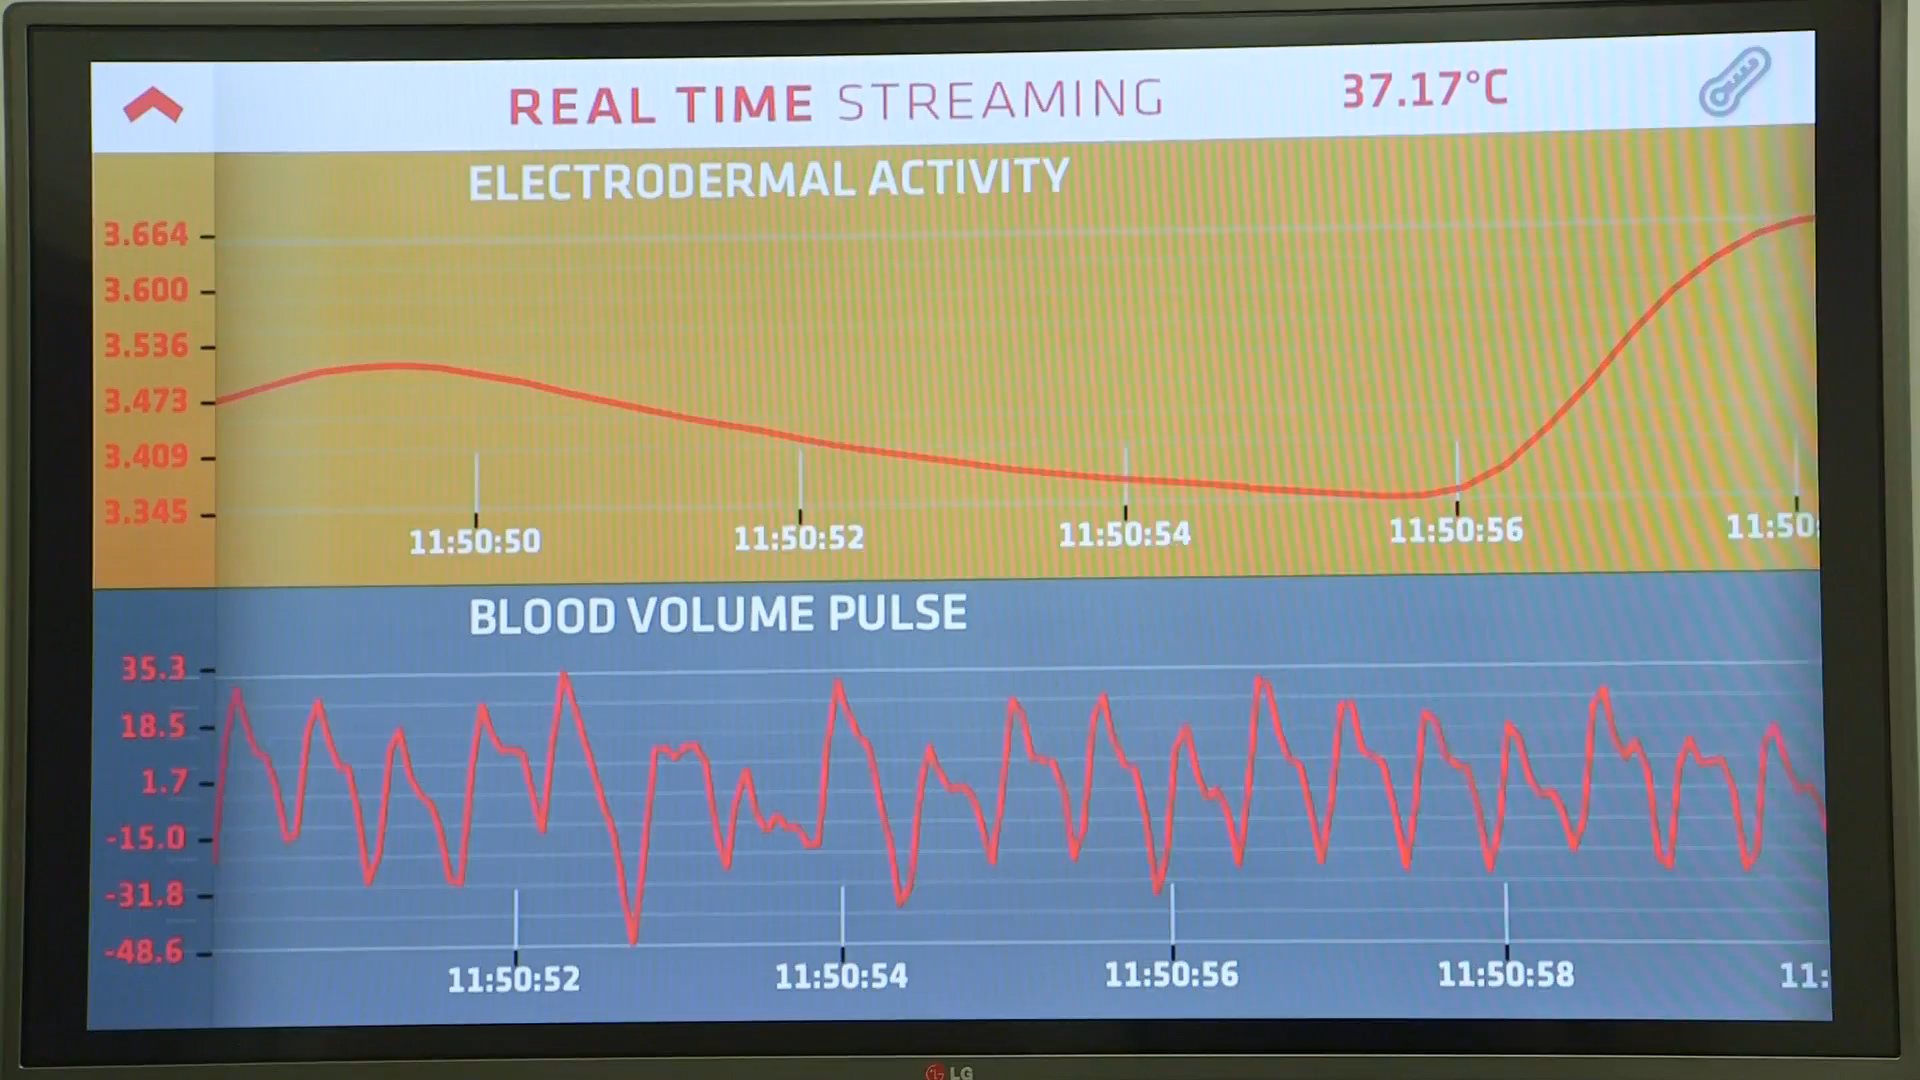 REAL TIME STREAMING 37.17°C
ELECTRODERMAL ACTIVITY
3.664
3.600
3.536
3.473
3.409
3.345
11:50:50 11:50:52 11:50:54 11:50:56 11:50:
BLOOD VOLUME PULSE
35.3
18.5
1.7
-15.0
-31.8
-48.6
11:50:52 11:50:54 11:50:56 11:50:58 11:
LG